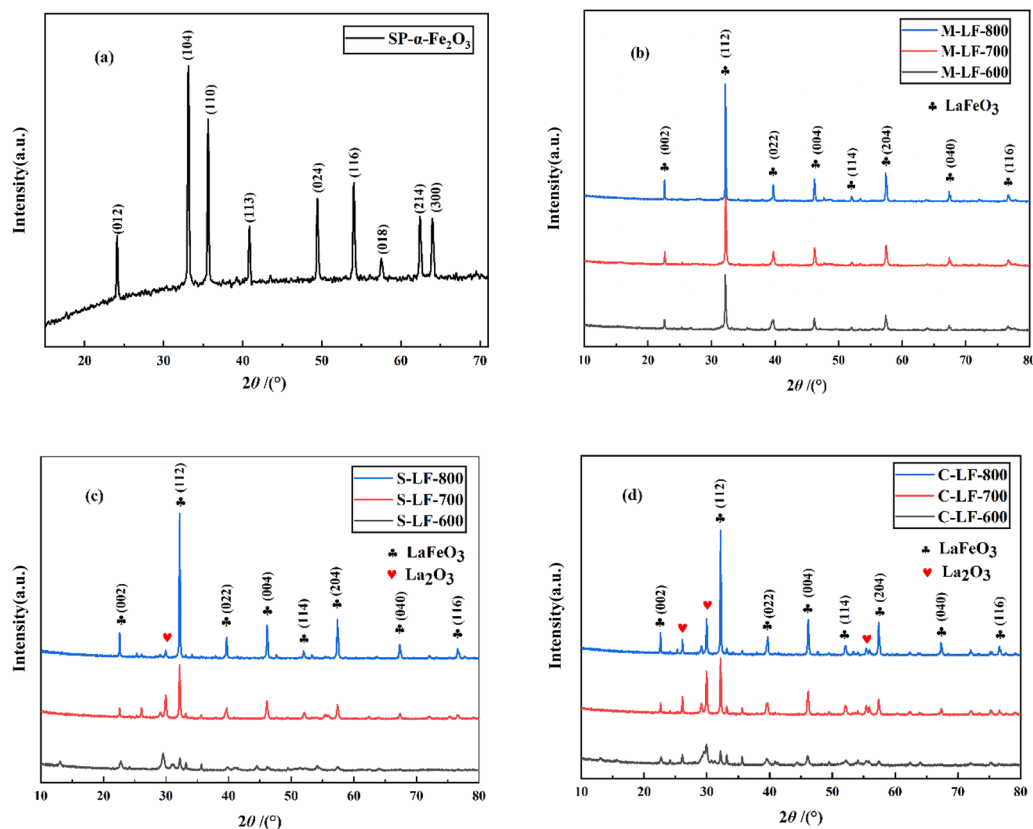 (a)
SP-α-Fe₂O₃
(012)
(104)
(110)
(113)
(024)
(116)
(018)
(214)
(300)
Intensity(a.u.)
20 30 40 50 60 70
2θ /(°)
(b)
M-LF-800
M-LF-700
M-LF-600
♣ LaFeO₃
(002)
(112)
(022)
(004)
(114)
(204)
(040)
(116)
Intensity(a.u.)
10 20 30 40 50 60 70 80
2θ /(°)
(c)
S-LF-800
S-LF-700
S-LF-600
♣ LaFeO₃
♥ La₂O₃
(002)
(112)
(022)
(004)
(114)
(204)
(040)
(116)
Intensity(a.u.)
10 20 30 40 50 60 70 80
2θ /(°)
(d)
C-LF-800
C-LF-700
C-LF-600
♣ LaFeO₃
♥ La₂O₃
(002)
(112)
(022)
(004)
(114)
(204)
(040)
(116)
Intensity(a.u.)
10 20 30 40 50 60 70 80
2θ /(°)